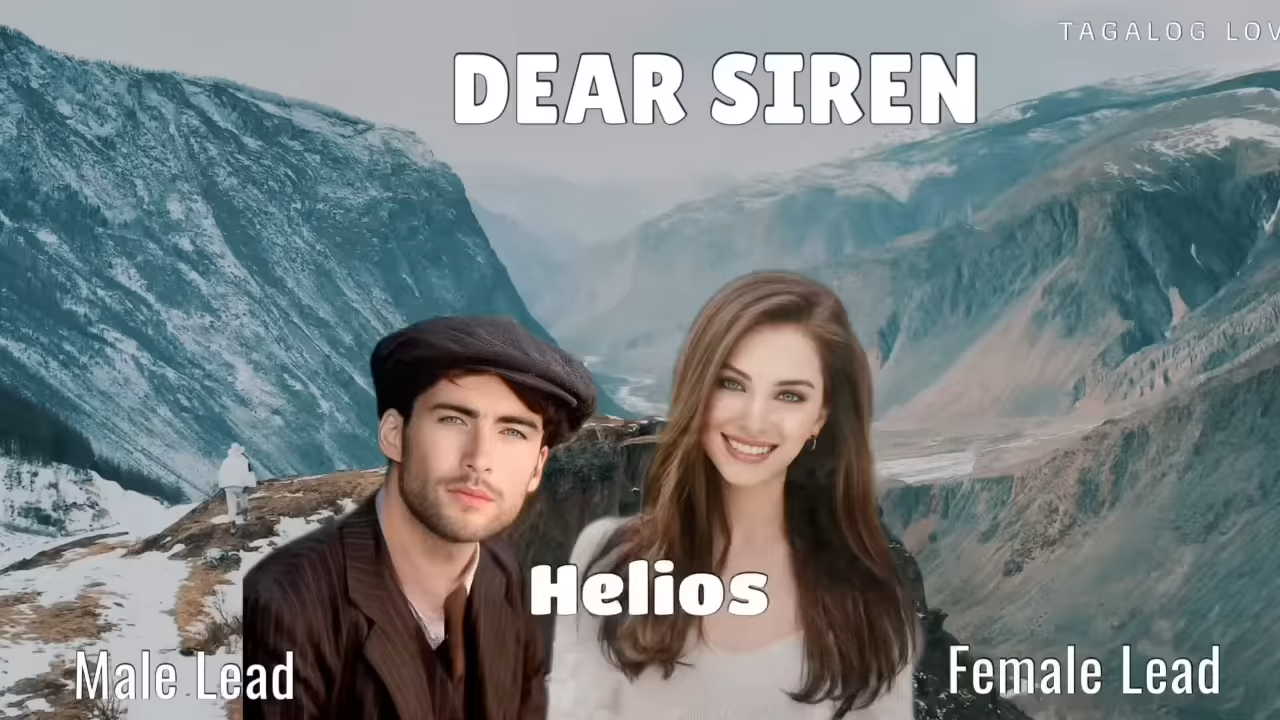 TAGALOG LOV
DEAR SIREN
Helios
Male Lead
Female Lead